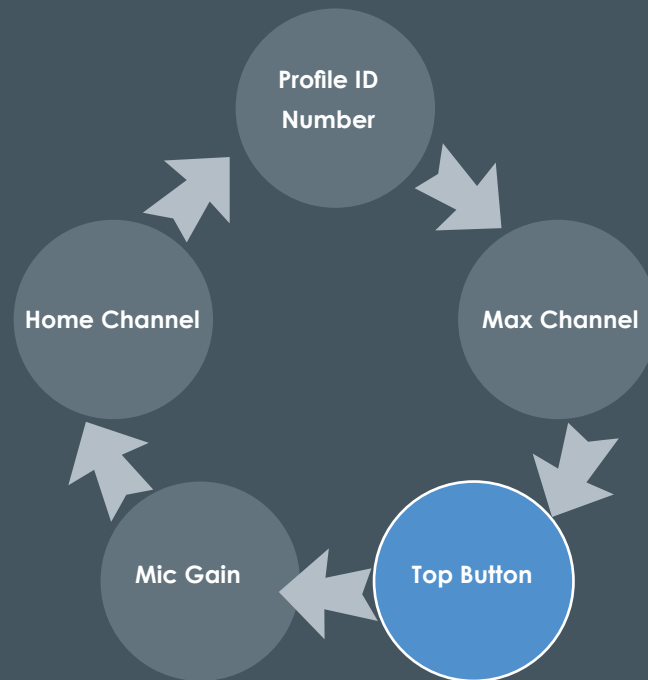 Profile ID
Number
Home Channel
Max Channel
Mic Gain
Top Button